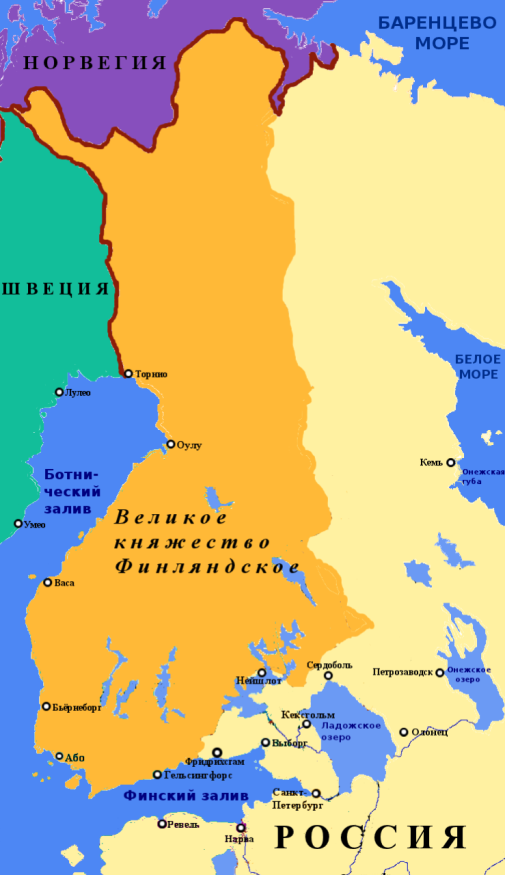 БАРЕНЦЕВО
МОРЕ
НОРВЕГИЯ
ШВЕЦИЯ
БЕЛОЕ
МОРЕ
Торнио
Лулео
Оулу
Кемь
Онежская
губа
Ботни-
ческий
залив
Умео
Великое
княжество
Финляндское
Васа
Сердоболь
Нейшлот
Петрозаводск
Онежское
озеро
Бьёрнеборг
Кексгольм
Ладожское
озеро
Олонец
Выборг
Або
Фридрихсгам
Гельсингфорс
Финский залив
Санкт-
Петербург
Ревель
Нарва
РОССИЯ